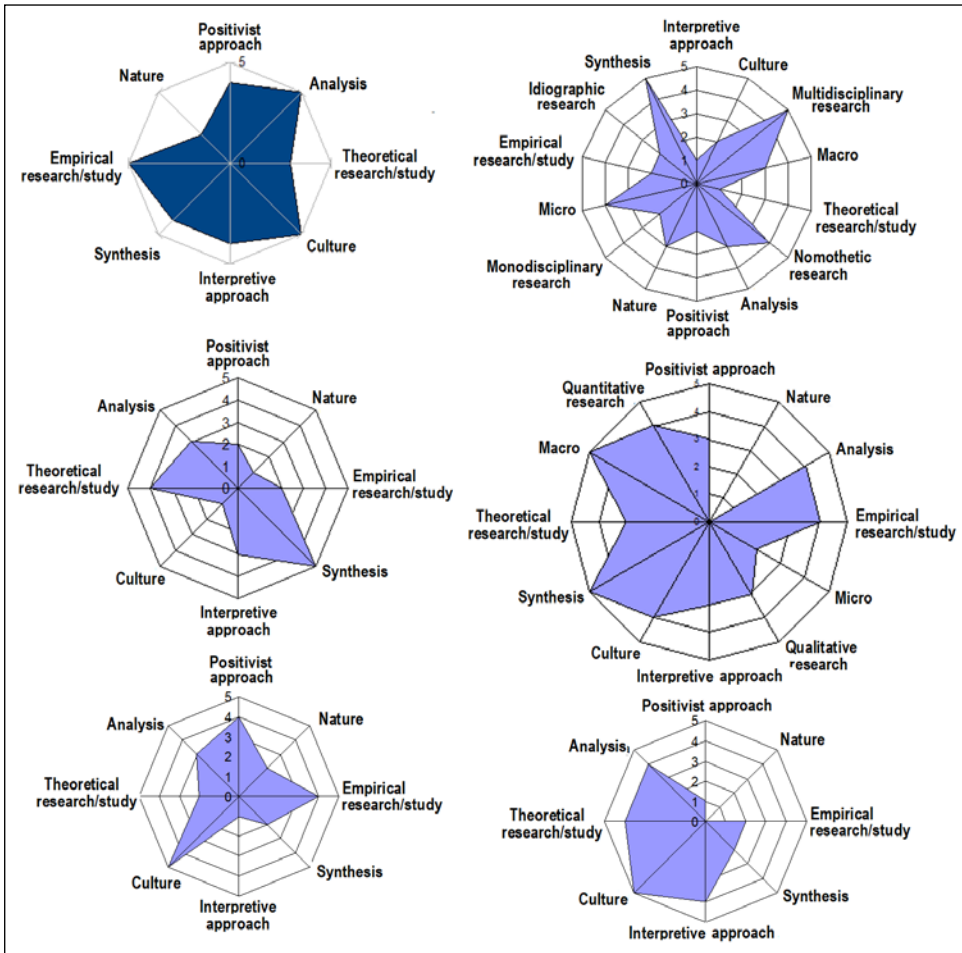 Positivist
approach
5
Nature
Analysis
Empirical
research/study
0
Theoretical
research/study
Synthesis
Culture
Interpretive
approach
Interpretive
approach
Synthesis
Culture
Idiographic
research
Multidisciplinary
research
5
4
3
2
1
0
Empirical
research/study
Macro
Micro
Theoretical
research/study
Monodisciplinary
research
Nomothetic
research
Nature
Analysis
Positivist
approach
Positivist
approach
5
4
3
2
1
0
Analysis
Nature
Theoretical
research/study
Empirical
research/study
Culture
Synthesis
Interpretive
approach
Positivist approach
Quantitative
research
Nature
4
3
2
1
0
Macro
Analysis
Theoretical
research/study
Empirical
research/study
Synthesis
Micro
Culture
Qualitative
research
Interpretive approach
Positivist
approach
5
4
3
2
1
0
Analysis
Nature
Theoretical
research/study
Empirical
research/study
Culture
Synthesis
Interpretive
approach
Positivist approach
5
4
3
2
1
0
Analysis
Nature
Theoretical
research/study
Empirical
research/study
Culture
Synthesis
Interpretive approach